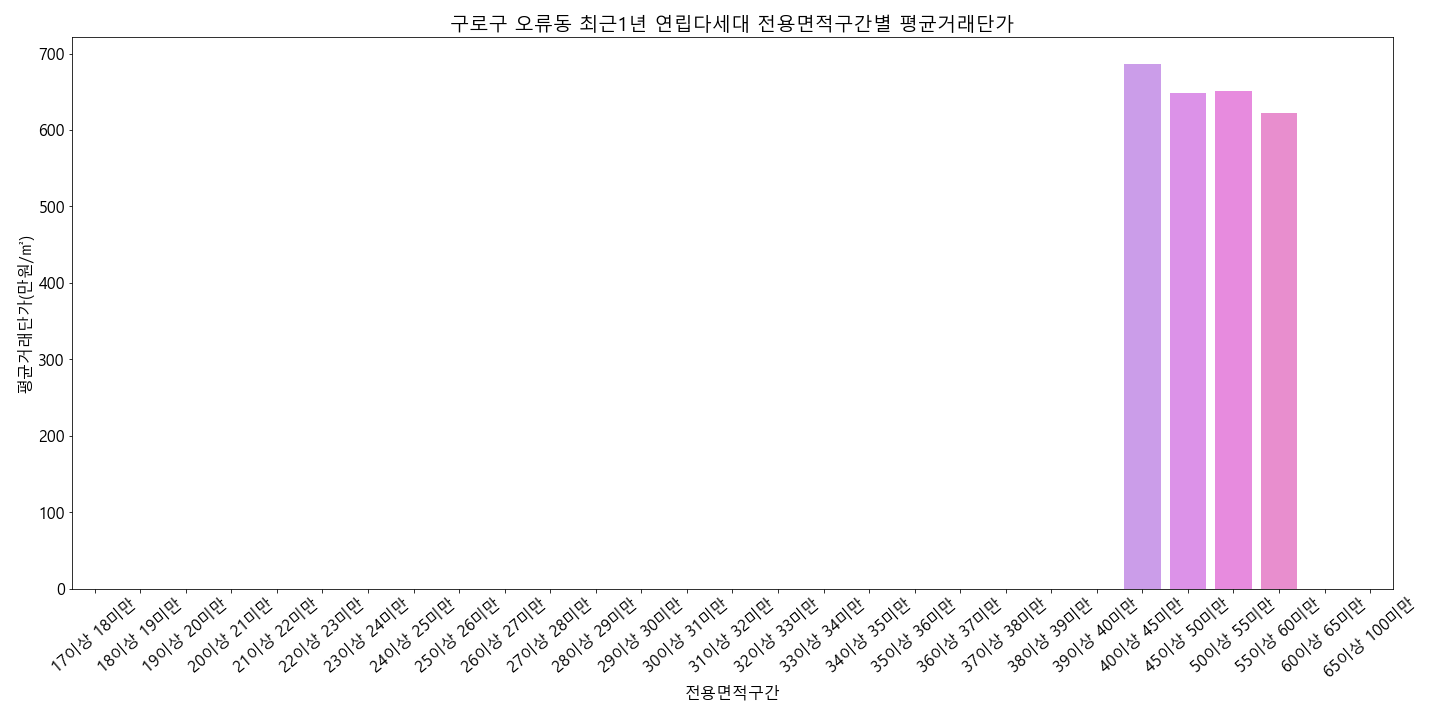 구로구 오류동 최근1년 연립다세대 전용면적구간별 평균거래단가
평균거래단가(만원/㎡)
700
600
500
400
300
200
100
0
17이상 18미만
18이상 19미만
19이상 20미만
20이상 21미만
21이상 22미만
22이상 23미만
23이상 24미만
24이상 25미만
25이상 26미만
26이상 27미만
27이상 28미만
28이상 29미만
29이상 30미만
30이상 31미만
31이상 32미만
32이상 33미만
33이상 34미만
34이상 35미만
35이상 36미만
36이상 37미만
37이상 38미만
38이상 39미만
39이상 40미만
40이상 45미만
45이상 50미만
50이상 55미만
55이상 60미만
60이상 65미만
65이상 100미만
전용면적구간